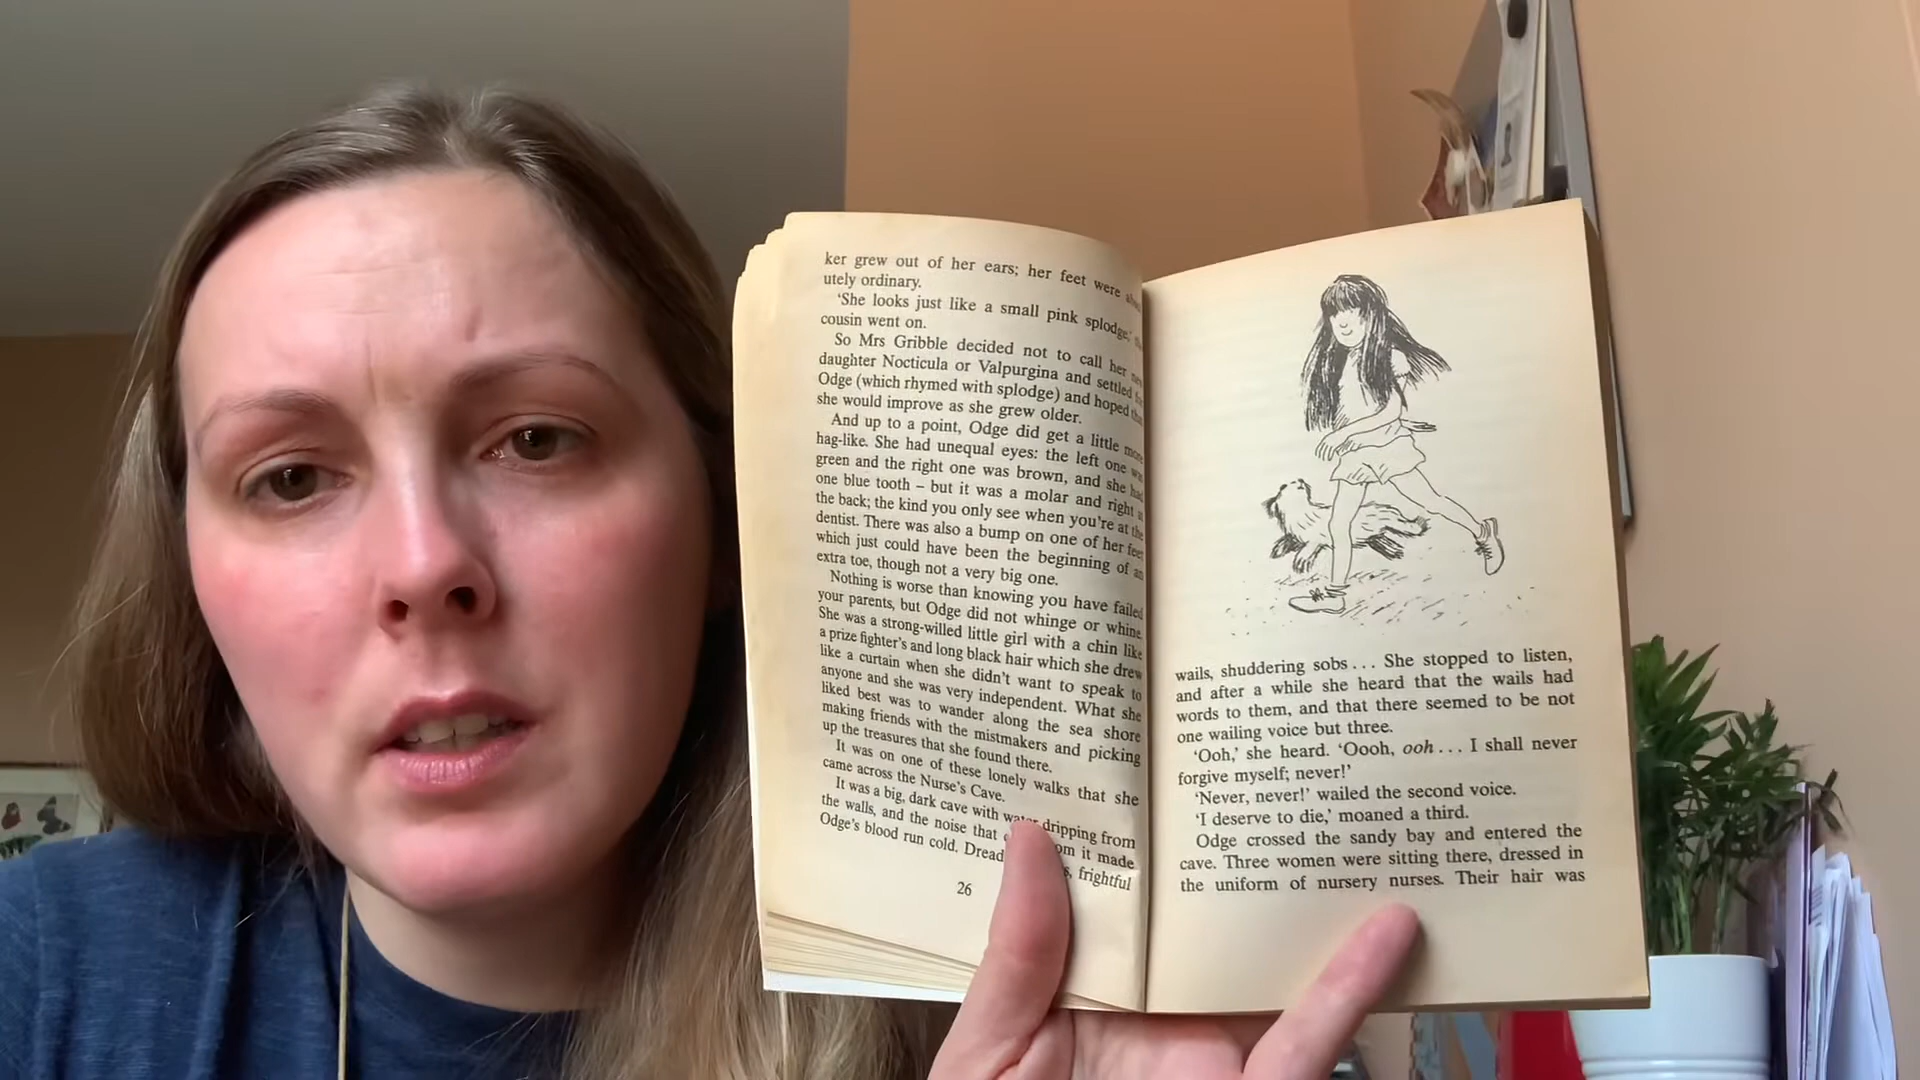 ker grew out of her ears; her feet were
utely ordinary.
‘She looks just like a small pink splodge,’
cousin went on.
So Mrs Gribble decided not to call her new
daughter Nocticula or Valpurgina and settled for
Odge (which rhymed with splodge) and hoped that
she would improve as she grew older.
And up to a point, Odge did get a little more
hag-like. She had unequal eyes: the left one was
green and the right one was brown, and she had
one blue tooth – but it was a molar and right at
the back; the kind you only see when you're at the
dentist. There was also a bump on one of her feet
which just could have been the beginning of an
extra toe, though not a very big one.
Nothing is worse than knowing you have failed
your parents, but Odge did not whinge or whine.
She was a strong-willed little girl with a chin like
a prize fighter's and long black hair which she drew
like a curtain when she didn't want to speak to
anyone and she was very independent. What she
liked best was to wander along the sea shore
making friends with the mistmakers and picking
up the treasures that she found there.
It was on one of these lonely walks that she
came across the Nurse's Cave.
It was a big, dark cave with water dripping from
the walls, and the noise that from it made
Odge's blood run cold. frightful
26
wails, shuddering sobs... She stopped to listen,
and after a while she heard that the wails had
words to them, and that there seemed to be not
one wailing voice but three.
‘Ooh,’ she heard. ‘Oooh, ooh... I shall never
forgive myself; never!’
‘Never, never!’ wailed the second voice.
‘I deserve to die,’ moaned a third.
Odge crossed the sandy bay and entered the
cave. Three women were sitting there, dressed in
the uniform of nursery nurses. Their hair was